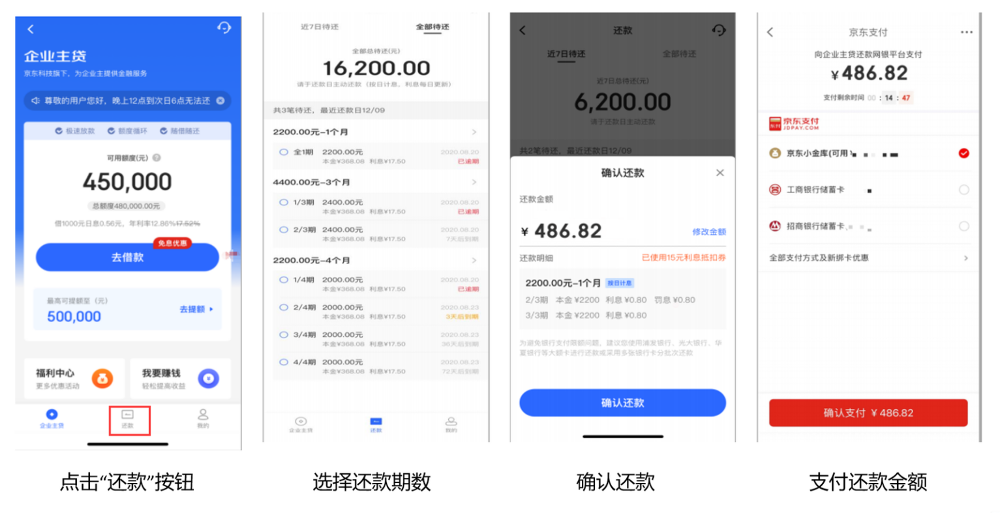 企业主贷
京东科技旗下，为企业主提供金融服务
尊敬的用户您好，晚上12点到次日6点无法还
极速放款 额度循环 随借随还
可用额度(元) ?
450,000
总额度480,000.00元
借1000元日息0.56元，年利率12.86%17.52%
免息优惠
去借款
最高可提额至（元）
500,000
去提额
福利中心
更多优惠活动
我要赚钱
轻松提高收益
企业主贷 还款 我的
点击“还款”按钮
近7日待还 全部待还
全部总待还(元)
16,200.00
请于还款日主动还款（按日计息，利息每日更新）
共3笔待还，最近还款日12/09
2200.00元-1个月
全1期 2200.00元 2020.08.20
本金¥368.08 利息¥17.50 已逾期
4400.00元-3个月
1/3期 2400.00元 2020.08.20
本金¥368.08 利息¥17.50 已逾期
2/3期 2400.00元 2020.08.20
本金¥368.08 利息¥17.50 7天后到期
2200.00元-4个月
1/4期 2000.00元 2020.08.20
本金¥368.08 利息¥17.50 已逾期
2/4期 2000.00元 2020.08.23
本金¥368.08 利息¥17.50 3天后到期
3/4期 2000.00元 2020.08.23
本金¥368.08 利息¥17.50 36天后到期
4/4期 2000.00元 2020.08.23
本金¥368.08 利息¥17.50 72天后到期
企业主贷 还款 我的
选择还款期数
还款
近7日待还 全部待还
近7日总待还(元)
6,200.00
请于还款日主动还款
共2笔待还，最近还款日12/09
确认还款
还款金额
¥ 486.82 修改金额
还款明细 已使用15元利息抵扣券
2200.00元-1个月 按日计息
2/3期 本金 ¥2200 利息 ¥0.80 罚息 ¥0.80
3/3期 本金 ¥2200 利息 ¥0.80
为避免银行支付限额问题，建议您使用浦发银行、光大银行、华
夏银行等大额卡进行还款或采用多张银行卡分批次还款
确认还款
确认还款
京东支付
向企业主贷还款网银平台支付
¥486.82
支付剩余时间 00 : 14 : 47
京东支付
JDPAY.COM
京东小金库(可用
工商银行储蓄卡
招商银行储蓄卡
全部支付方式及新绑卡优惠
确认支付 ¥486.82
支付还款金额